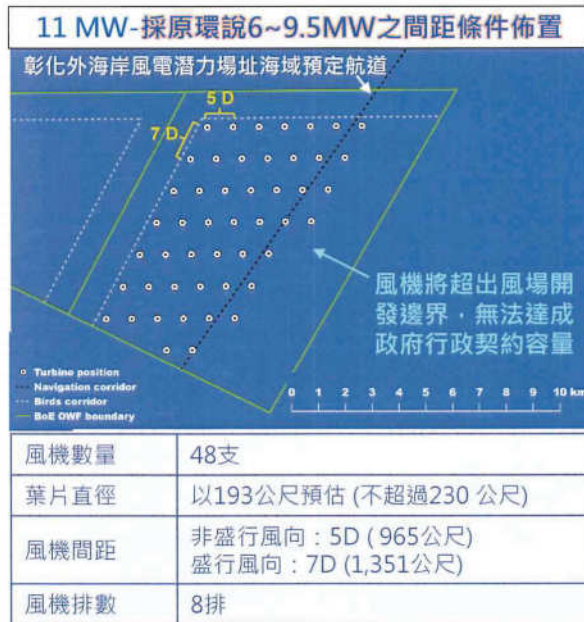 11 MW-採原環說6~9.5MW之間距條件佈置
彰化外海岸風電潛力場址海域預定航道
5 D
7 D
風機將超出風場開
發邊界，無法達成
政府行政契約容量
Turbine position
Navigation corridor
Birds corridor
BoE OWF boundary
0 1 2 3 4 5 6 7 8 9 10 km
風機數量 48支
葉片直徑 以193公尺預估 (不超過230 公尺)
風機間距 非盛行風向：5D ( 965公尺)
盛行風向：7D (1,351公尺)
風機排數 8排